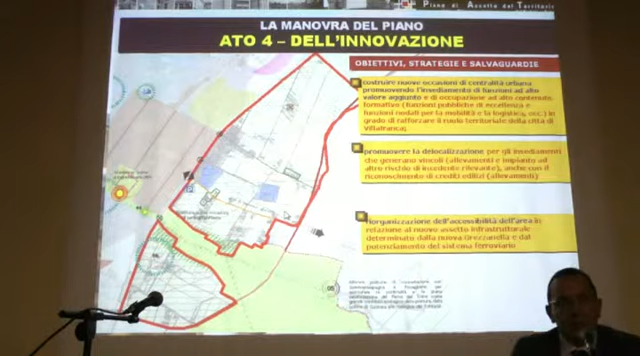 Piano di Assetto del Territorio
LA MANOVRA DEL PIANO
ATO 4 – DELL'INNOVAZIONE
OBIETTIVI, STRATEGIE E SALVAGUARDIE
costruire nuove occasioni di centralità urbana
promuovendo l'insediamento di funzioni ad alto
valore aggiunto e di occupazione ad alto contenuto
formativo (funzioni pubbliche di eccellenza e
funzioni nodali per la mobilità e la logistica, ecc.) in
grado di rafforzare il ruolo territoriale della città di
Villafranca;
promuovere la delocalizzazione per gli insediamenti
che generano vincoli (allevamenti e impianto ad
alto rischio di incidente rilevante), anche con il
riconoscimento di crediti edilizi (allevamenti);
riorganizzazione dell'accessibilità dell'area in
relazione al nuovo assetto infrastrutturale
determinato dalla nuova Grezzanella e dal
potenziamento del sistema ferroviario